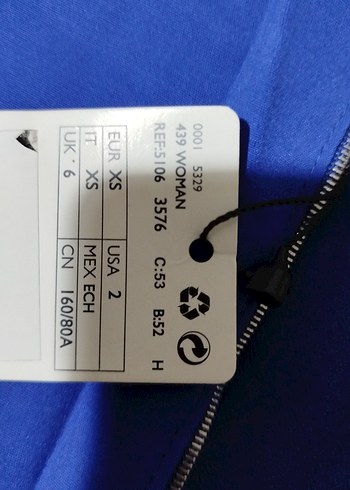 0001 5329
439 WOMAN
REF.5106 3576 C:53 B:52 H
EUR XS USA 2
IT XS MEX ECH
UK 6 CN 160/80A